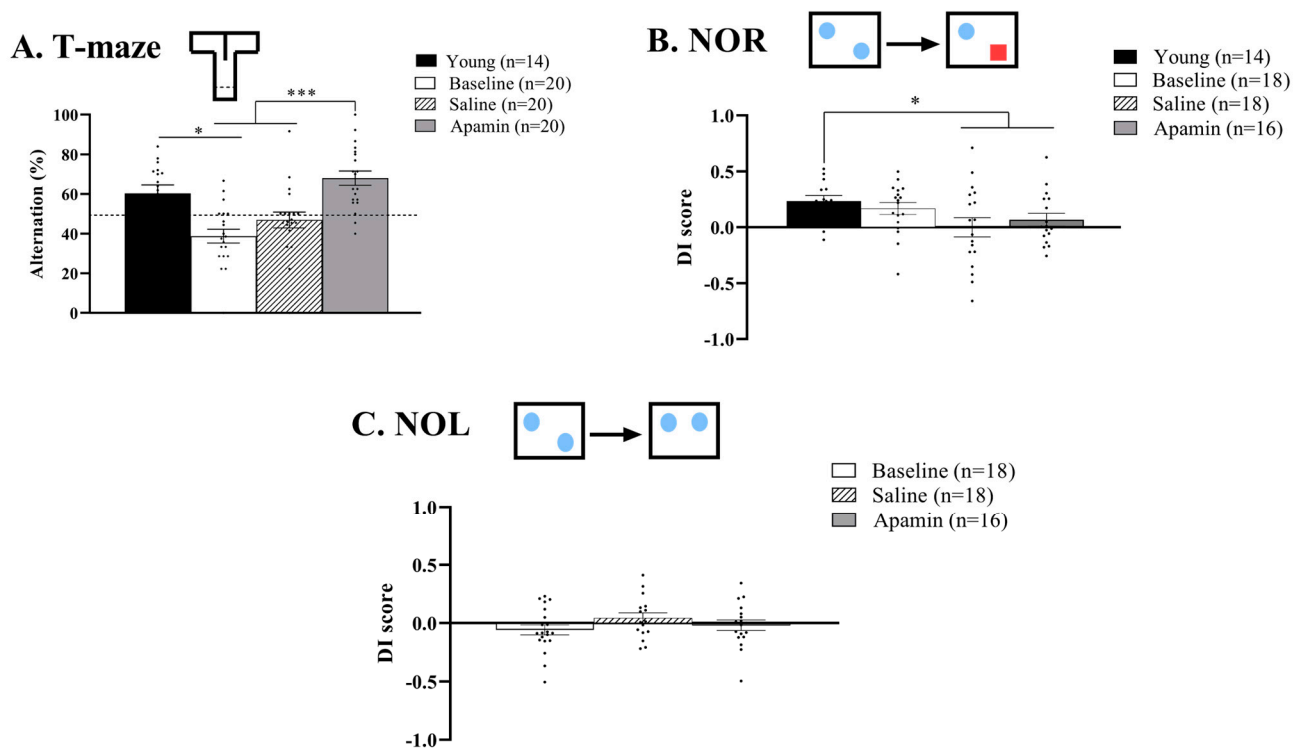 A. T-maze
Young (n=14)
Baseline (n=20)
Saline (n=20)
Apamin (n=20)
***
*
100
80
60
40
20
0
Alternation (%)
B. NOR
Young (n=14)
Baseline (n=18)
Saline (n=18)
Apamin (n=16)
*
1.0
0.5
0.0
-0.5
-1.0
DI score
C. NOL
Baseline (n=18)
Saline (n=18)
Apamin (n=16)
1.0
0.5
0.0
-0.5
-1.0
DI score